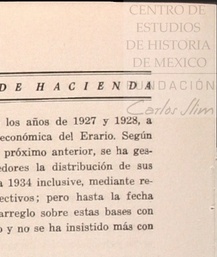 CENTRO DE
ESTUDIOS
DE HISTORIA
DE MEXICO
FUNDACIÓN
Carlos Slim
DE HACIENDA
los años de 1927 y 1928, a
económica del Erario. Según
próximo anterior, se ha ges-
edores la distribución de sus
a 1934 inclusive, mediante re-
ectivos; pero hasta la fecha
arreglo sobre estas bases con
o y no se ha insistido más con